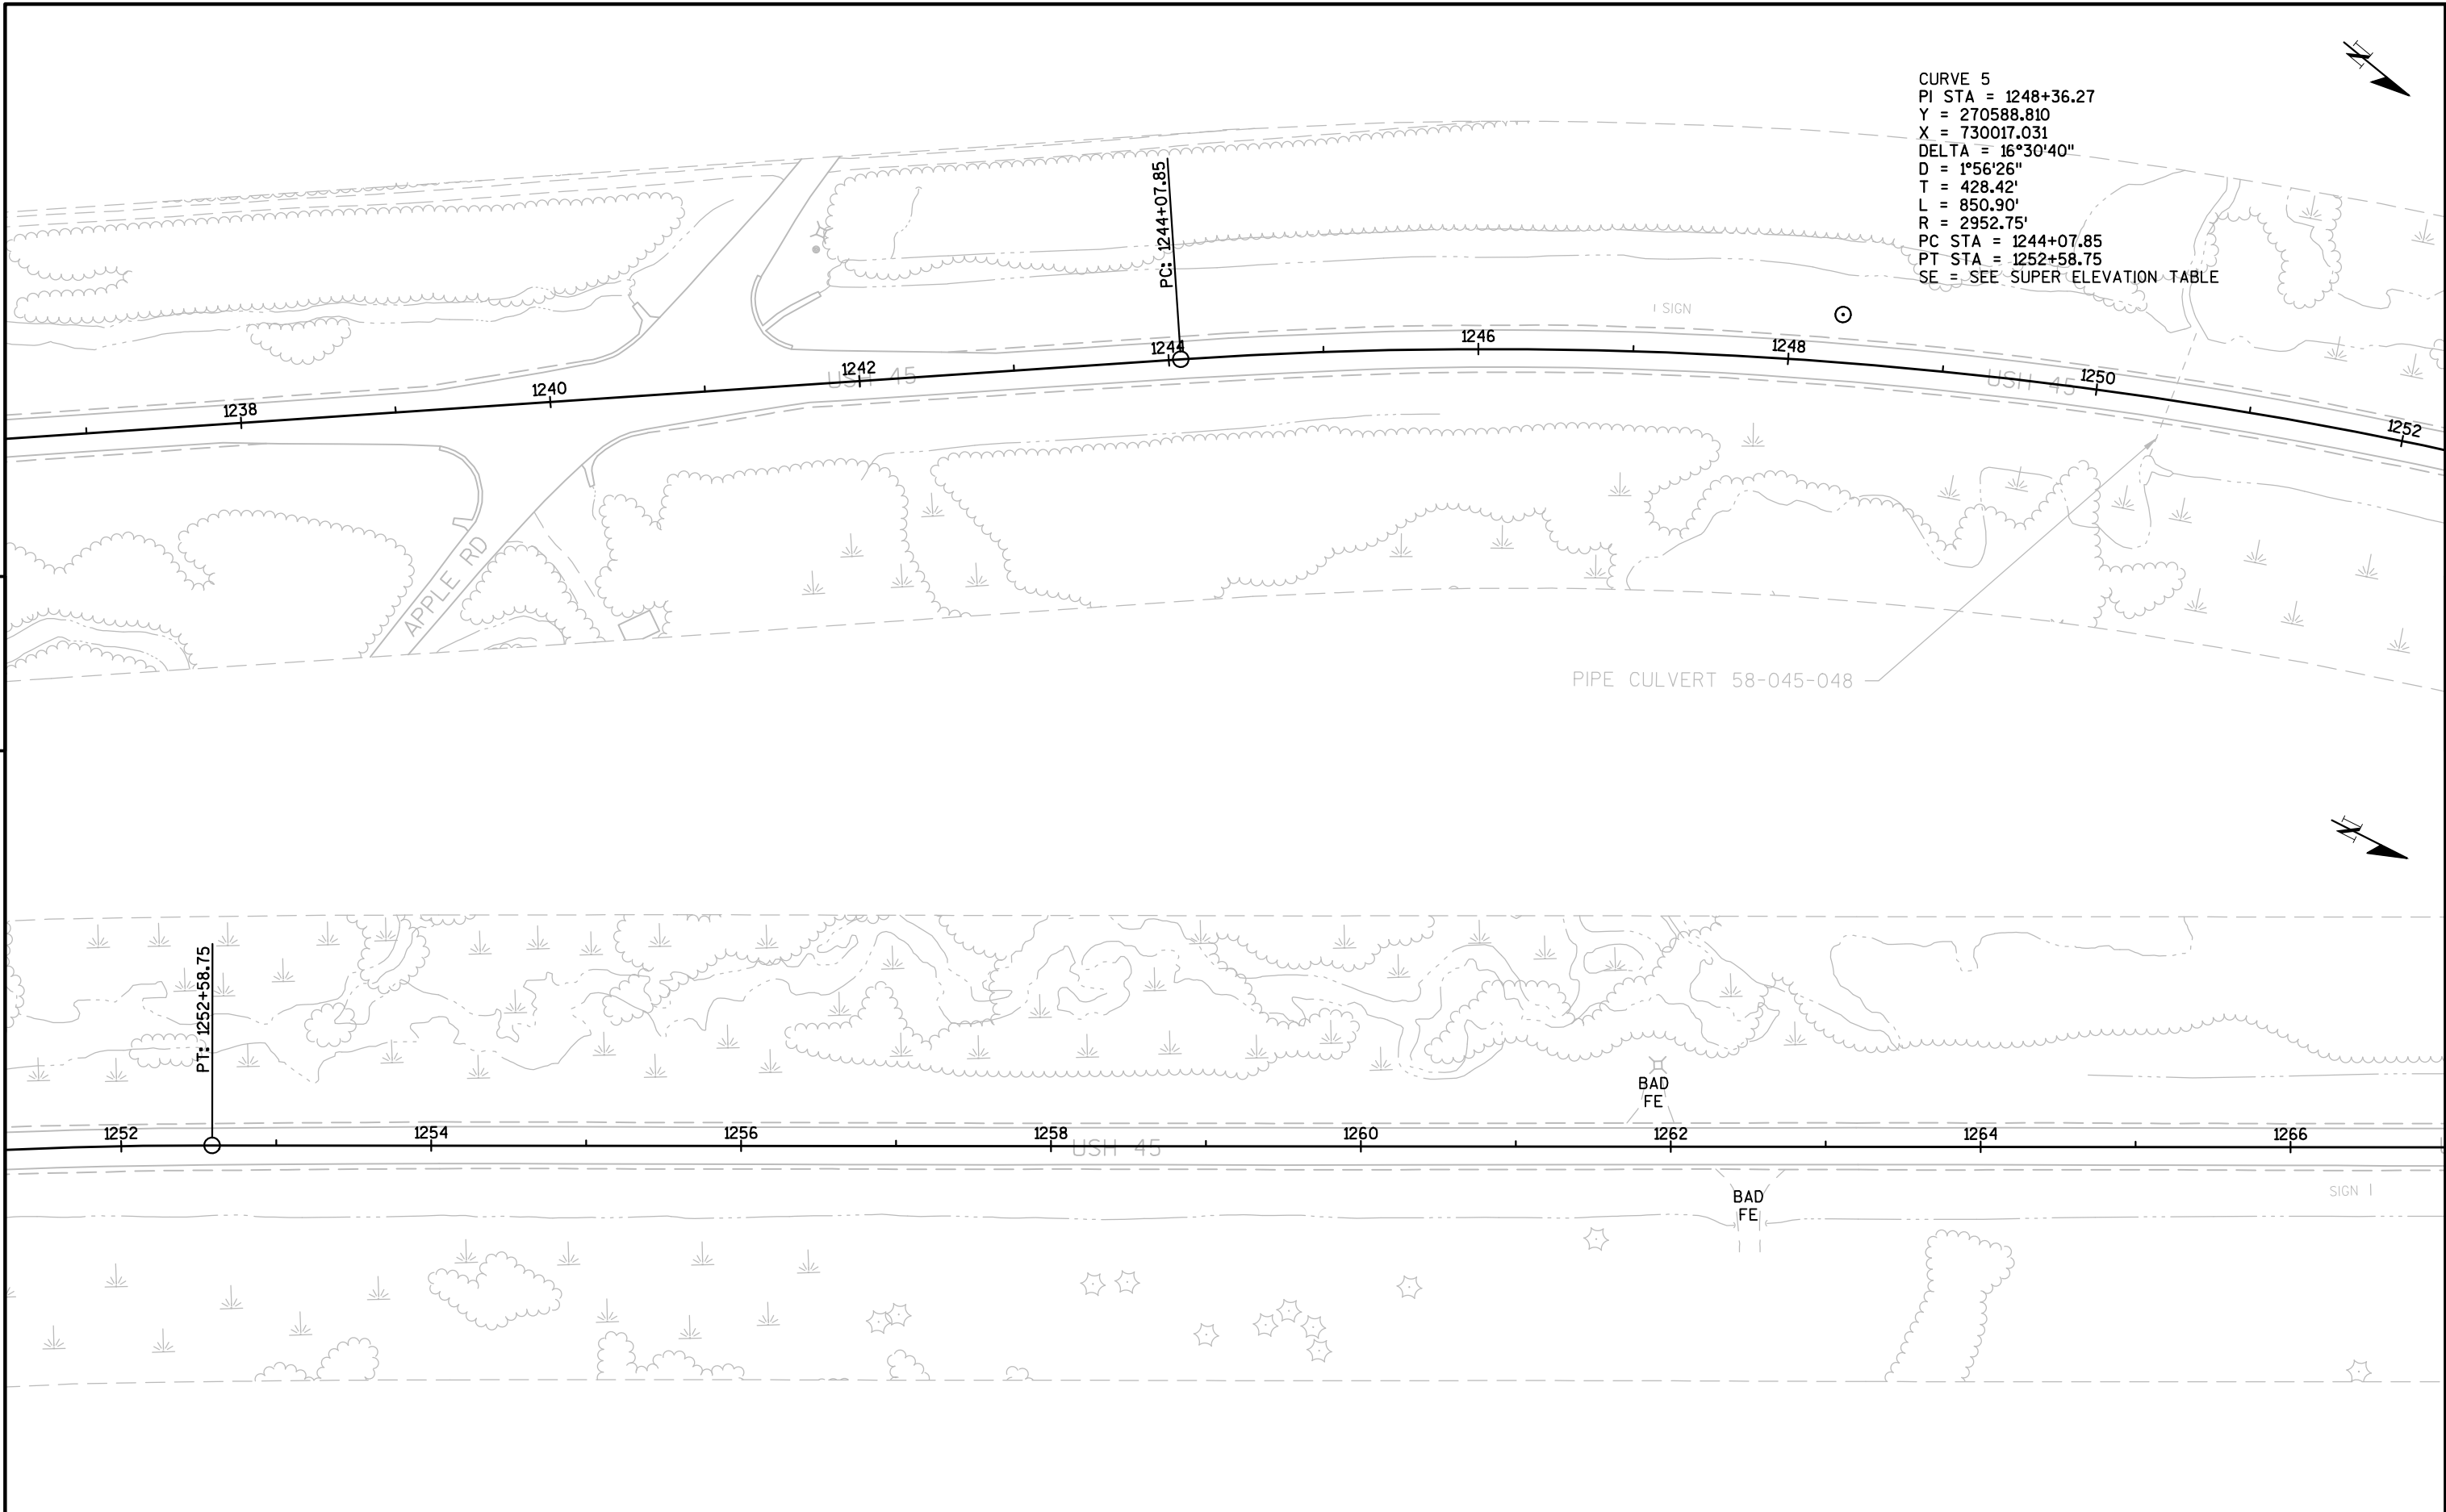 N
CURVE 5
PI STA = 1248+36.27
Y = 270588.810
X = 730017.031
DELTA = 16°30'40"
D = 1°56'26"
T = 428.42'
L = 850.90'
R = 2952.75'
PC STA = 1244+07.85
PT STA = 1252+58.75
SE = SEE SUPER ELEVATION TABLE
PC: 1244+07.85
SIGN
1238
1240
1242
1244
1246
1248
1250
1252
USH 45
USH 45
APPLE RD
PIPE CULVERT 58-045-048
N
PT: 1252+58.75
BAD
FE
1252
1254
1256
1258
1260
1262
1264
1266
USH 45
BAD
FE
SIGN